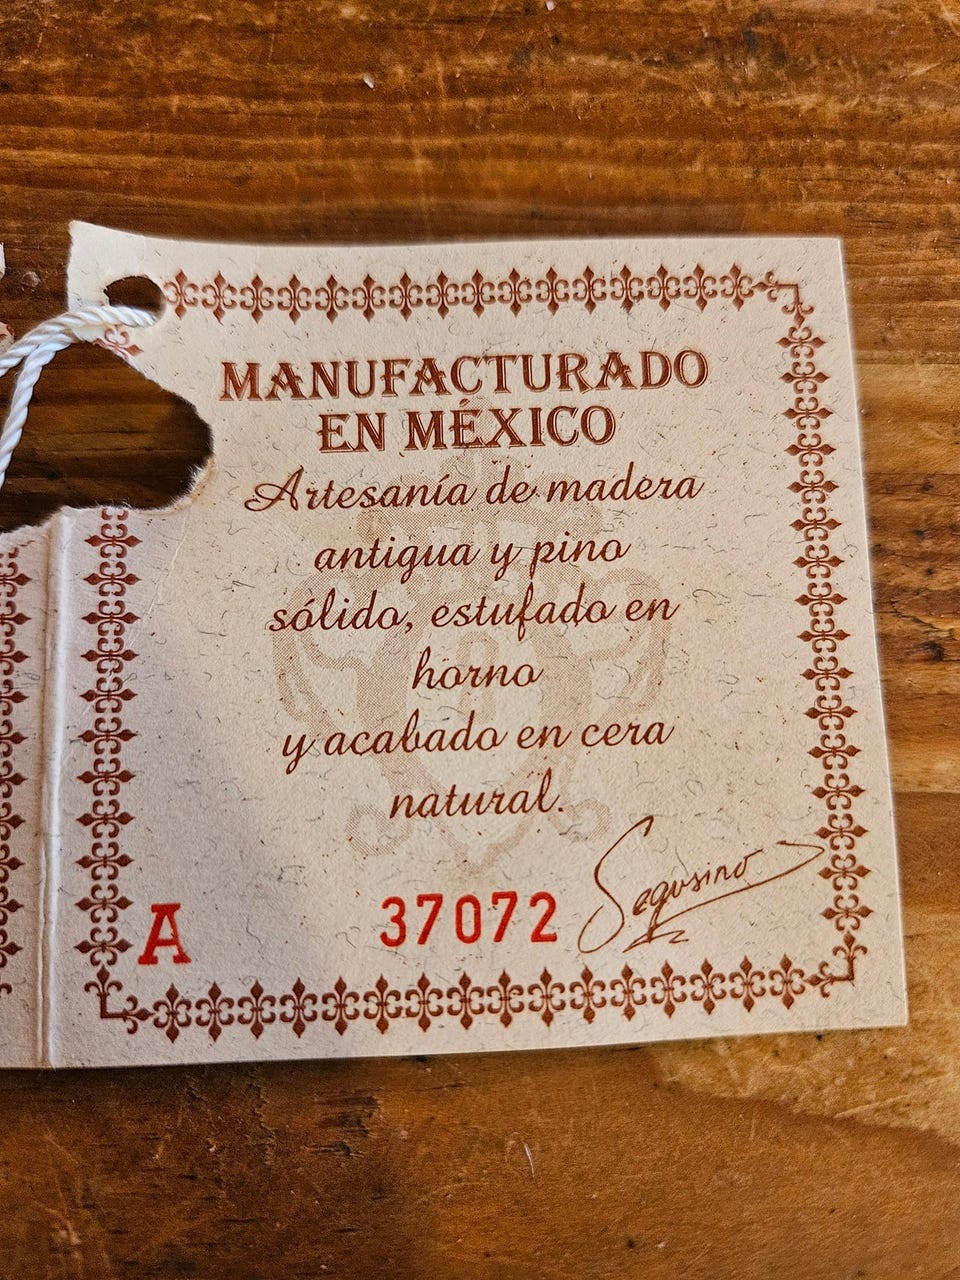 MANUFACTURADO
EN MÉXICO
Artesanía de madera
antigua y pino
sólido, estufado en
horno
y acabado en cera
natural.
Segusino
A 37072